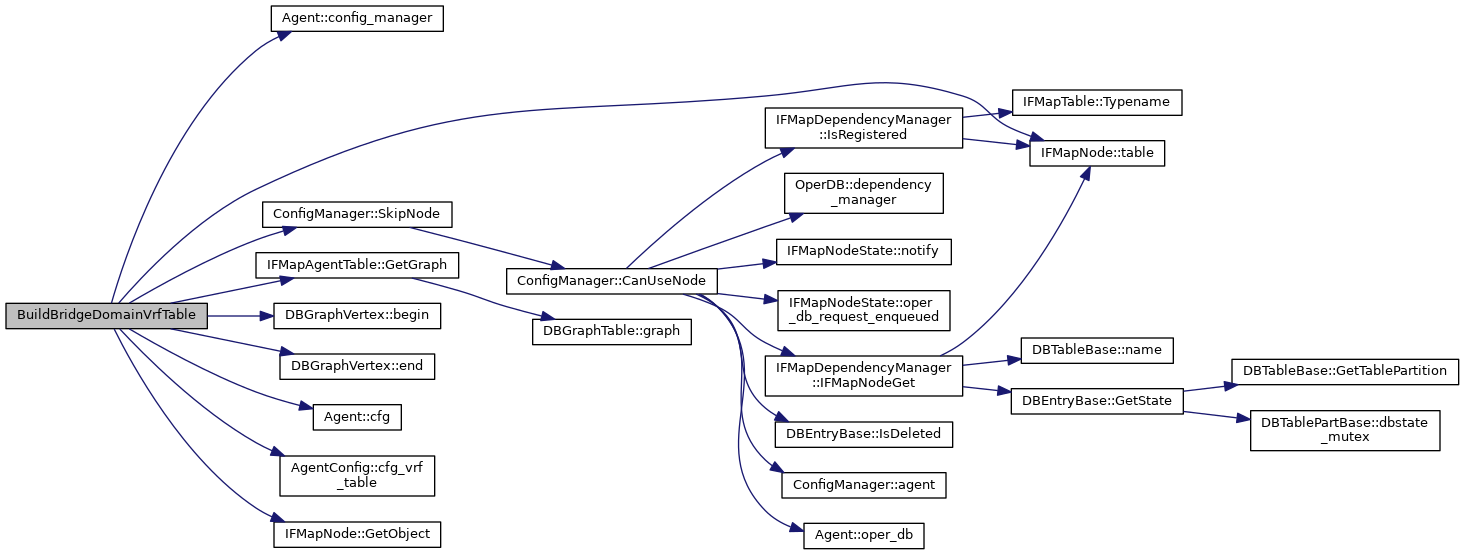 BuildBridgeDomainVrfTable
Agent::config_manager
ConfigManager::SkipNode
IFMapAgentTable::GetGraph
DBGraphVertex::begin
DBGraphVertex::end
Agent::cfg
AgentConfig::cfg_vrf
_table
IFMapNode::GetObject
ConfigManager::CanUseNode
DBGraphTable::graph
IFMapDependencyManager
::IsRegistered
OperDB::dependency
_manager
IFMapNodeState::notify
IFMapNodeState::oper
_db_request_enqueued
IFMapDependencyManager
::IFMapNodeGet
DBEntryBase::IsDeleted
ConfigManager::agent
Agent::oper_db
IFMapTable::Typename
IFMapNode::table
DBTableBase::name
DBEntryBase::GetState
DBTableBase::GetTablePartition
DBTablePartBase::dbstate
_mutex